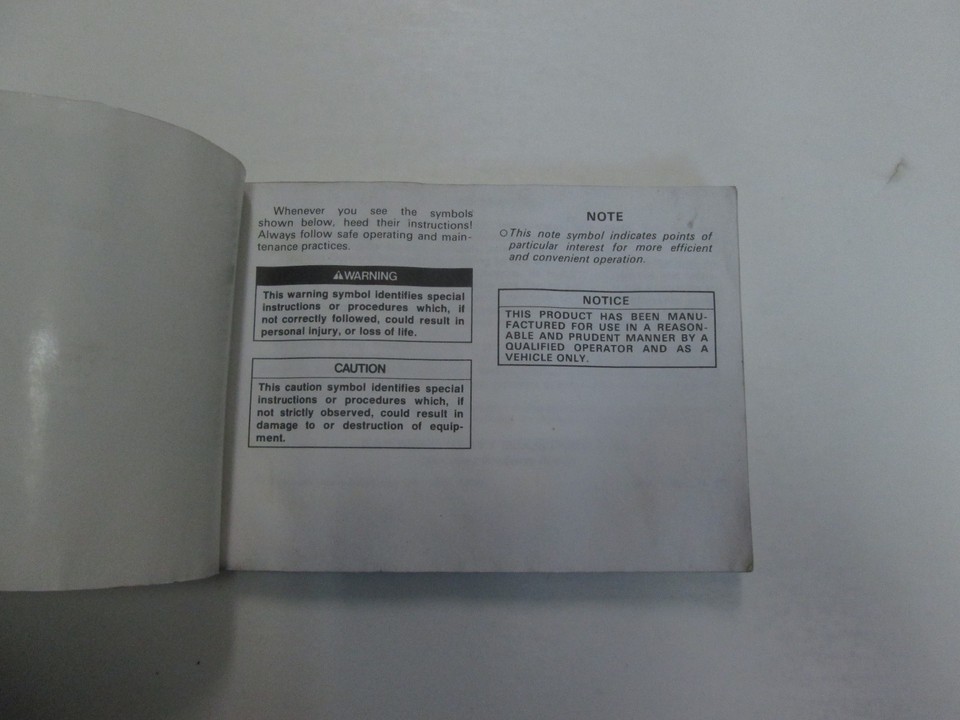 Whenever you see the symbols
shown below, heed their instructions!
Always follow safe operating and main-
tenance practices.
⚠WARNING
This warning symbol identifies special
instructions or procedures which, if
not correctly followed, could result in
personal injury, or loss of life.
CAUTION
This caution symbol identifies special
instructions or procedures which, if
not strictly observed, could result in
damage to or destruction of equip-
ment.
NOTE
○This note symbol indicates points of
particular interest for more efficient
and convenient operation.
NOTICE
THIS PRODUCT HAS BEEN MANU-
FACTURED FOR USE IN A REASON-
ABLE AND PRUDENT MANNER BY A
QUALIFIED OPERATOR AND AS A
VEHICLE ONLY.